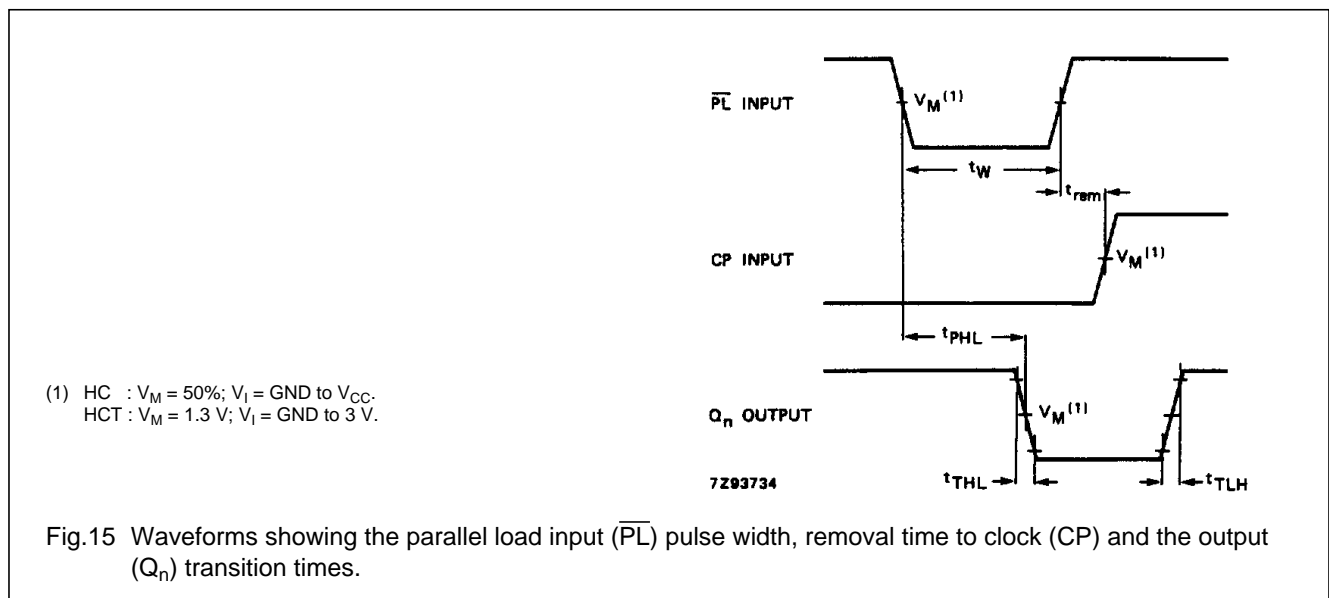 PL INPUT
VM(1)
tW
trem
CP INPUT
VM(1)
tPHL
(1) HC : VM = 50%; VI = GND to VCC.
HCT : VM = 1.3 V; VI = GND to 3 V.
Qn OUTPUT
VM(1)
tTHL
tTLH
7Z93734
Fig.15 Waveforms showing the parallel load input (PL) pulse width, removal time to clock (CP) and the output
(Qn) transition times.